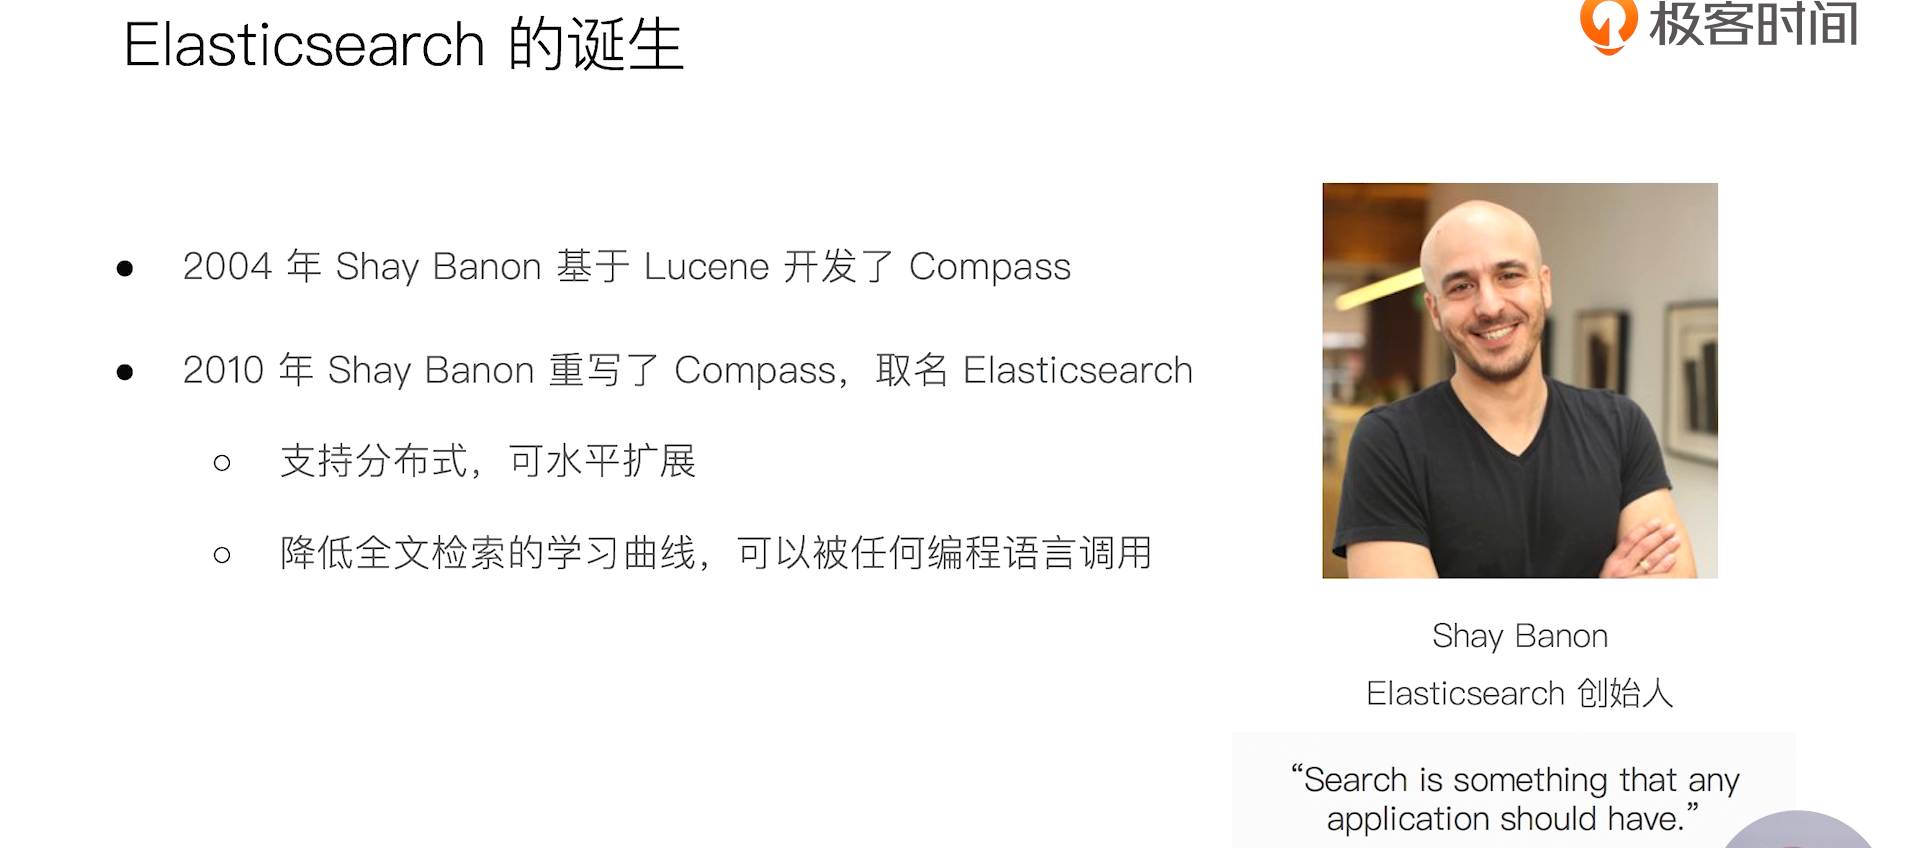 Elasticsearch 的诞生
极客时间
2004 年 Shay Banon 基于 Lucene 开发了 Compass
2010 年 Shay Banon 重写了 Compass，取名 Elasticsearch
支持分布式，可水平扩展
降低全文检索的学习曲线，可以被任何编程语言调用
Shay Banon
Elasticsearch 创始人
“Search is something that any
application should have.”